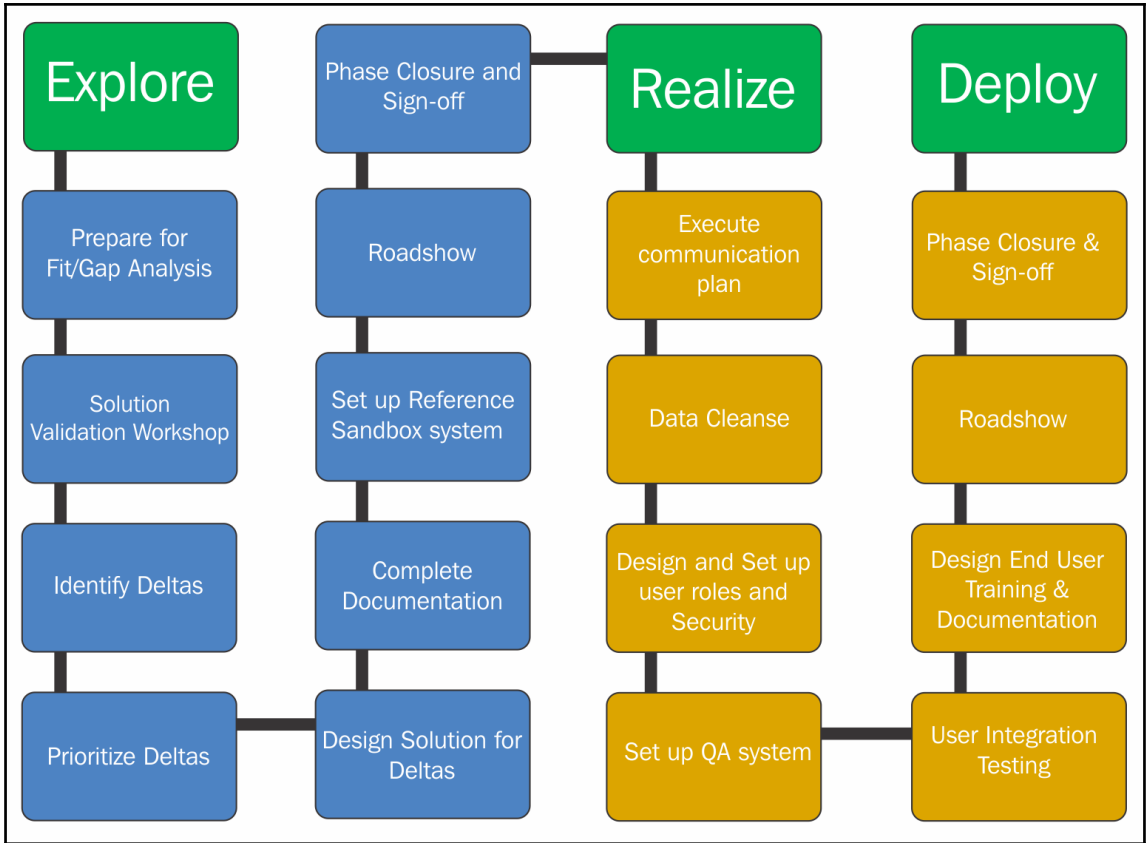 Explore
Prepare for
Fit/Gap Analysis
Solution
Validation Workshop
Identify Deltas
Prioritize Deltas
Phase Closure and
Sign-off
Roadshow
Set up Reference
Sandbox system
Complete
Documentation
Design Solution for
Deltas
Realize
Execute
communication
plan
Data Cleanse
Design and Set up
user roles and
Security
Set up QA system
Deploy
Phase Closure &
Sign-off
Roadshow
Design End User
Training &
Documentation
User Integration
Testing